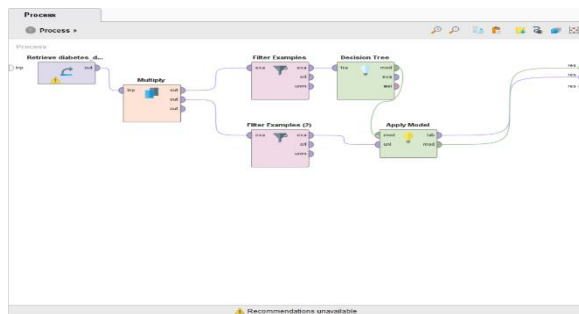 Process
Process
Process
Retrieve diabetes_d...
inp
out
Multiply
inp
out
out
out
Filter Examples
exa
exa
ori
unm
Decision Tree
tra
mod
exa
wei
Filter Examples (2)
exa
exa
ori
unm
Apply Model
mod
lab
unl
mod
res
res
res
Recommendations unavailable